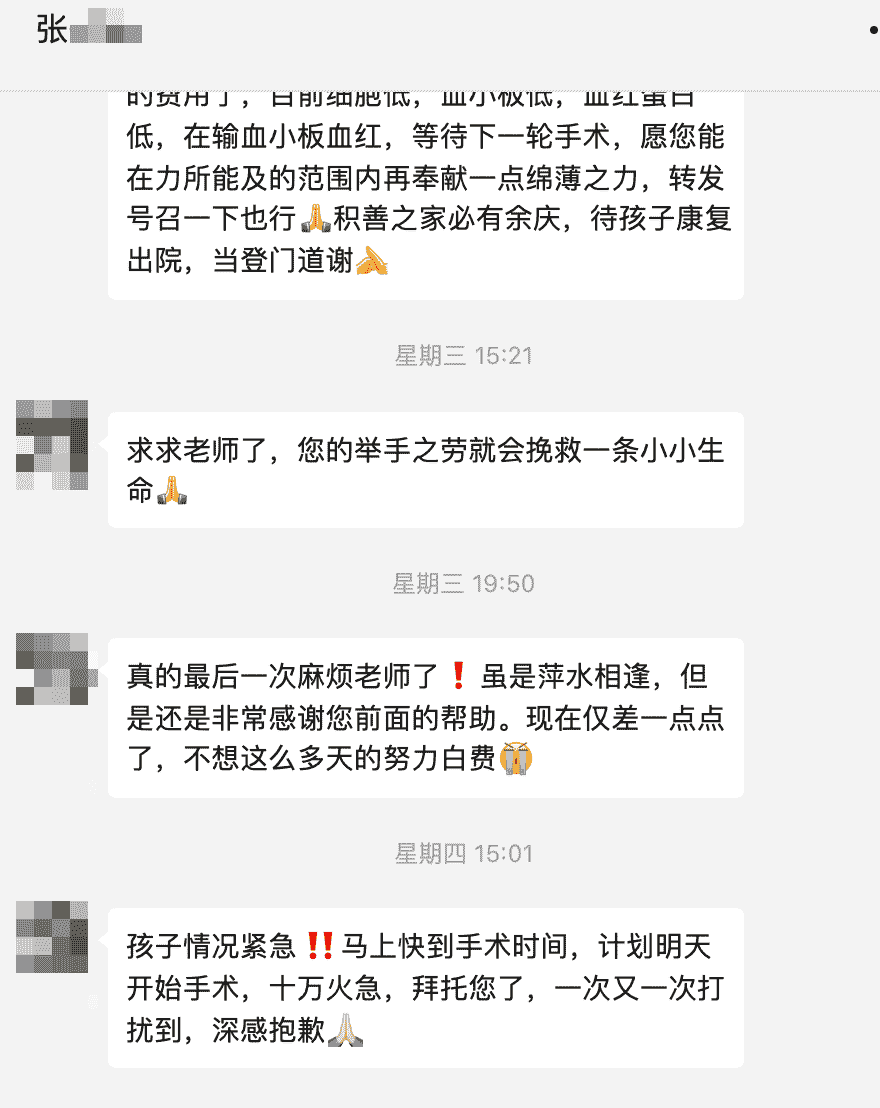 张
的费用了，目前细胞低，血小板低，血红蛋白
低，在输血小板血红，等待下一轮手术，愿您能
在力所能及的范围内再奉献一点绵薄之力，转发
号召一下也行🙏积善之家必有余庆，待孩子康复
出院，当登门道谢
星期三 15:21
求求老师了，您的举手之劳就会挽救一条小小生
命🙏
星期三 19:50
真的最后一次麻烦老师了❗虽是萍水相逢，但
是还是非常感谢您前面的帮助。现在仅差一点点
了，不想这么多天的努力白费😭
星期四 15:01
孩子情况紧急‼️马上快到手术时间，计划明天
开始手术，十万火急，拜托您了，一次又一次打
扰到，深感抱歉🙏🏻